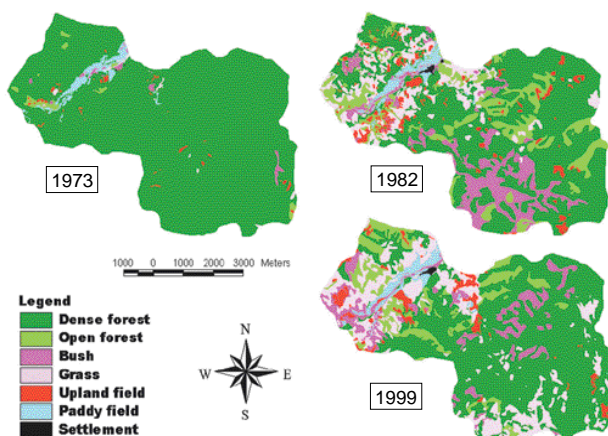 1973
1982
1000 0 1000 2000 3000 Meters
Legend
Dense forest
Open forest
Bush
Grass
Upland field
Paddy field
Settlement
N
W E
S
1999